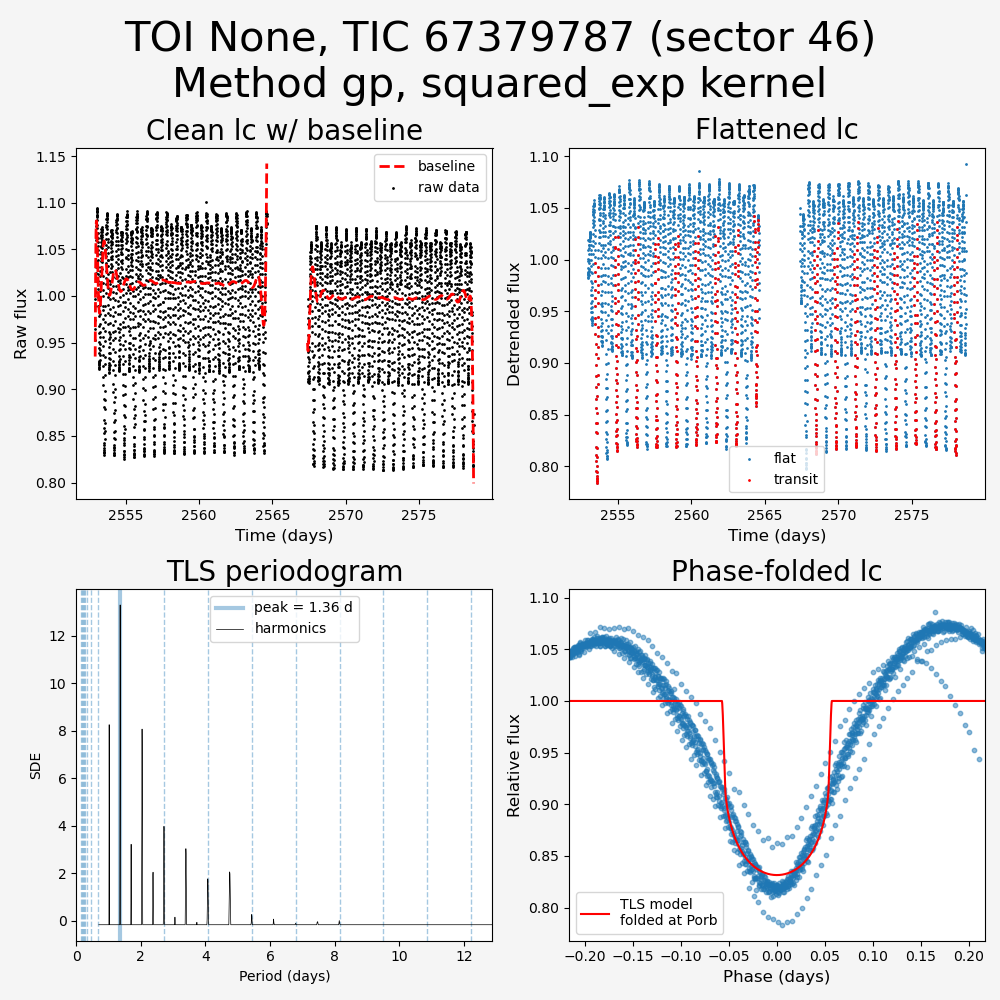 TOI None, TIC 67379787 (sector 46)
Method gp, squared_exp kernel
Clean lc w/ baseline
Raw flux
1.15
1.10
1.05
1.00
0.95
0.90
0.85
0.80
baseline
raw data
2555 2560 2565 2570 2575
Time (days)
Flattened lc
Detrended flux
1.10
1.05
1.00
0.95
0.90
0.85
0.80
flat
transit
2555 2560 2565 2570 2575
Time (days)
TLS periodogram
SDE
12
10
8
6
4
2
0
peak = 1.36 d
harmonics
0 2 4 6 8 10 12
Period (days)
Phase-folded lc
Relative flux
1.10
1.05
1.00
0.95
0.90
0.85
0.80
TLS model
folded at Porb
−0.20 −0.15 −0.10 −0.05 0.00 0.05 0.10 0.15 0.20
Phase (days)